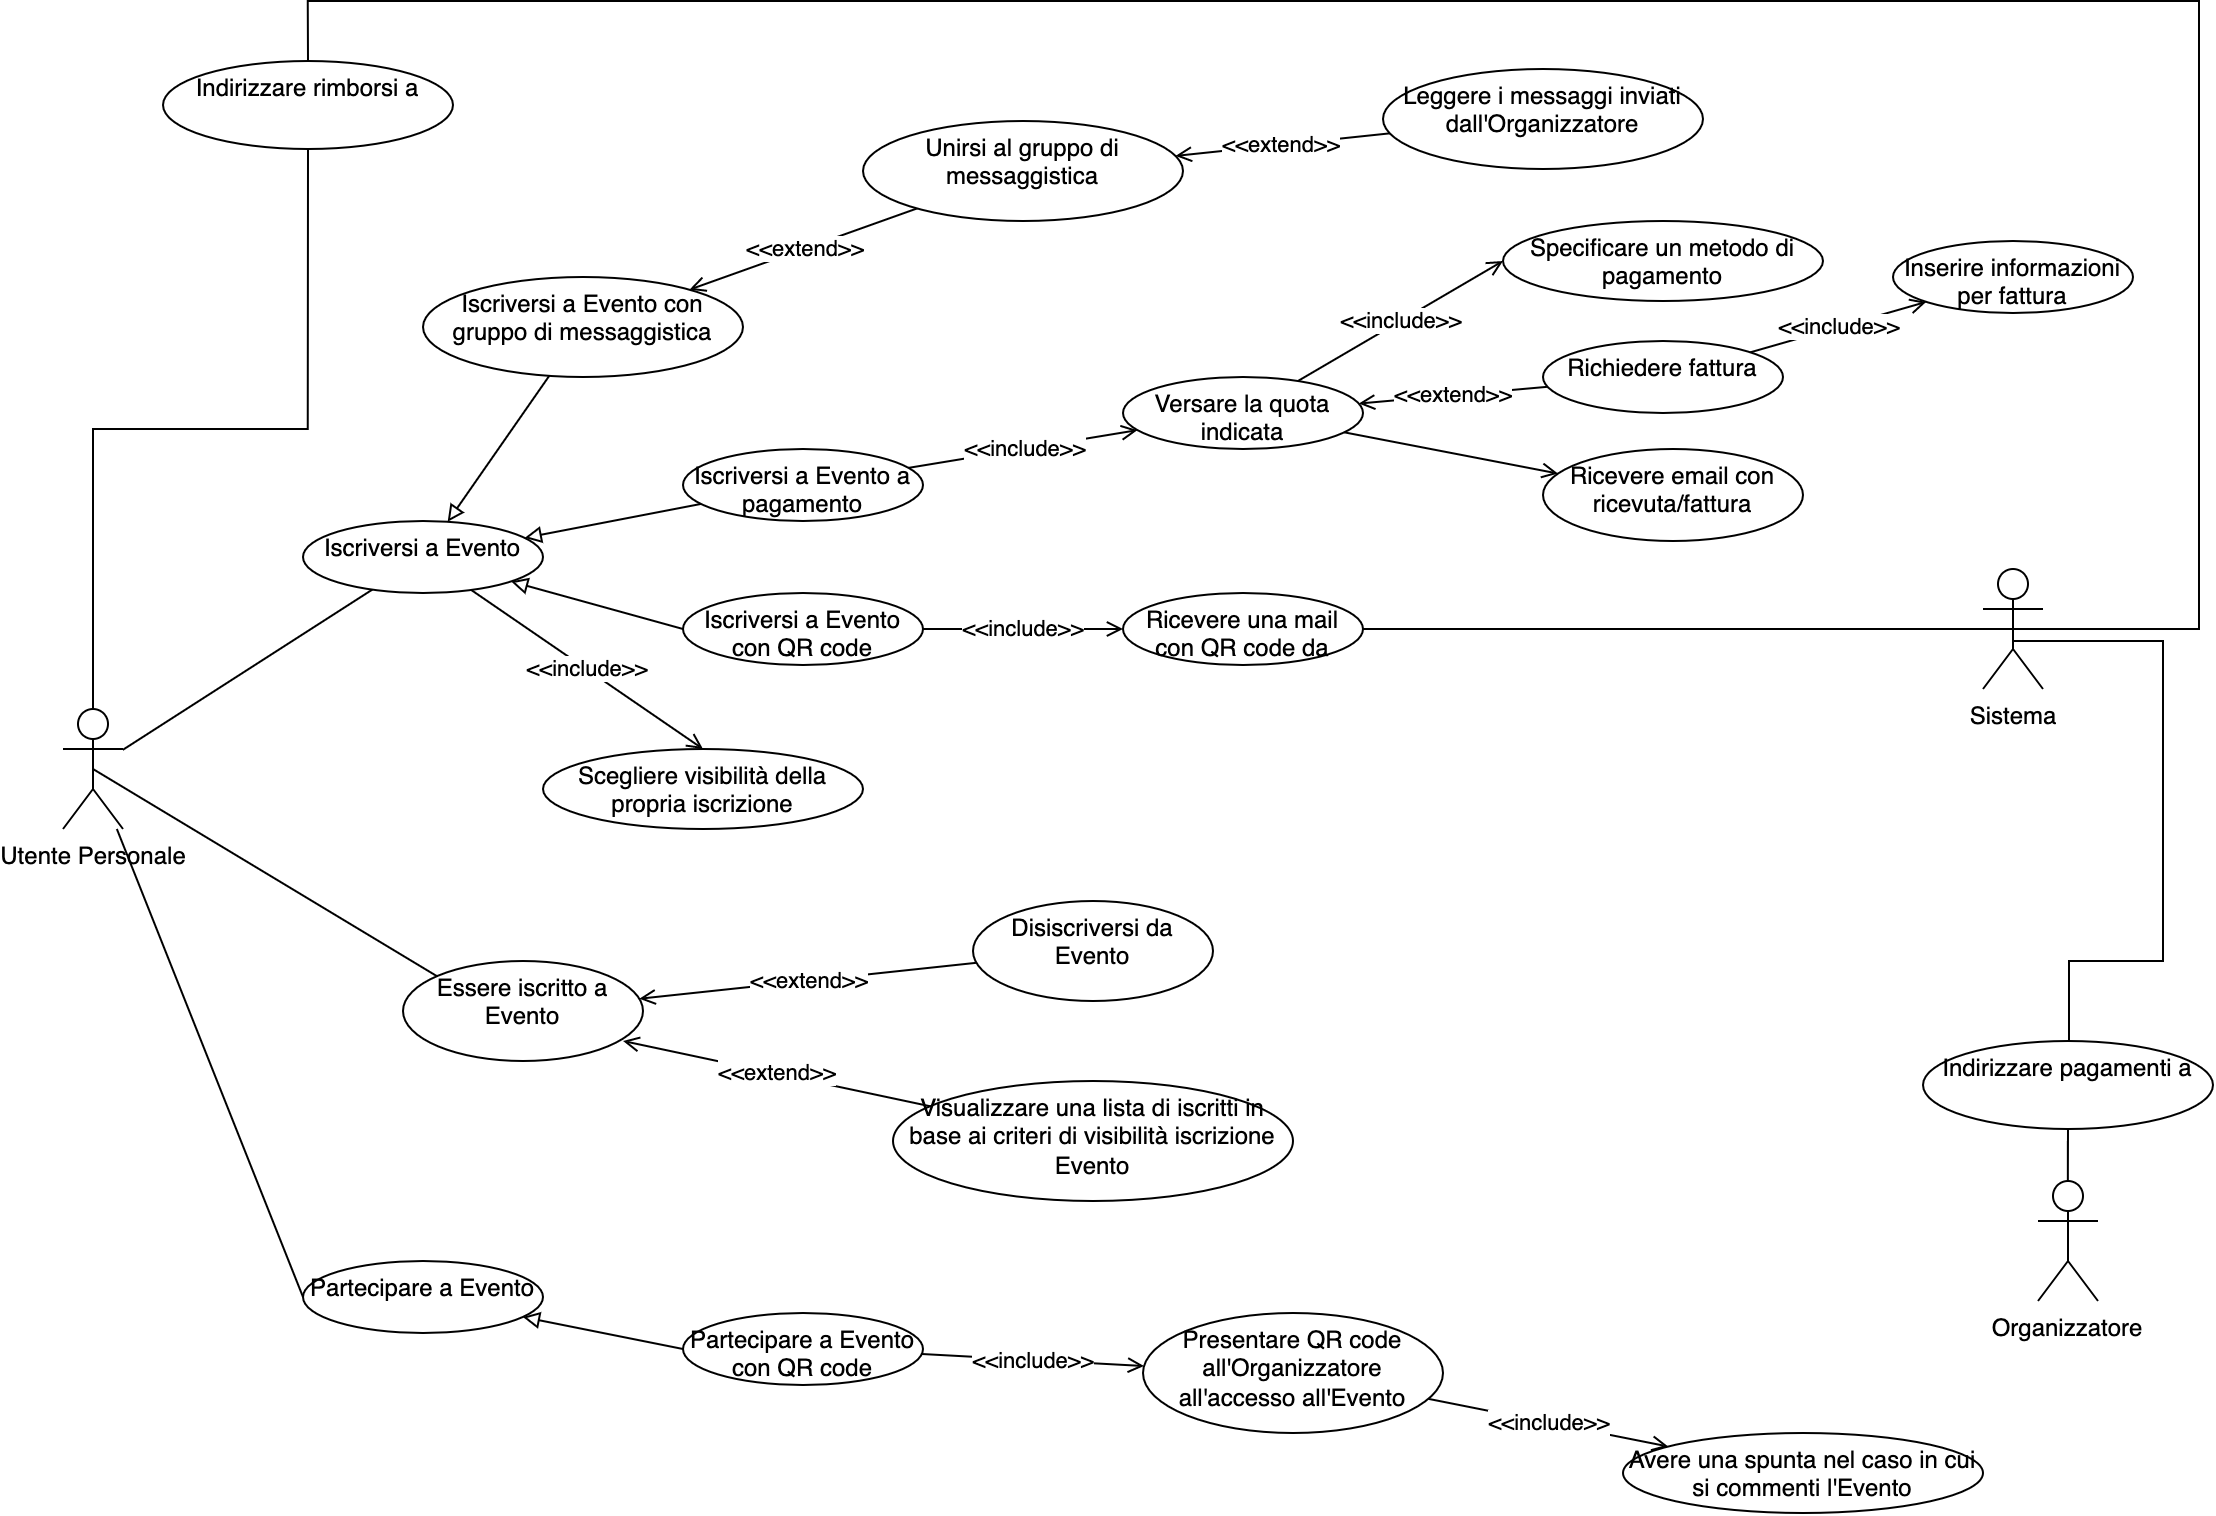 Indirizzare rimborsi a
Leggere i messaggi inviati
dall'Organizzatore
<<extend>>
Unirsi al gruppo di
messaggistica
<<extend>>
Iscriversi a Evento con
gruppo di messaggistica
Specificare un metodo di
pagamento
<<include>>
Inserire informazioni
per fattura
<<include>>
Richiedere fattura
<<extend>>
Versare la quota
indicata
<<include>>
Iscriversi a Evento a
pagamento
Ricevere email con
ricevuta/fattura
Iscriversi a Evento
Iscriversi a Evento
con QR code
<<include>>
Ricevere una mail
con QR code da
<<include>>
Sistema
Scegliere visibilità della
propria iscrizione
Utente Personale
Disiscriversi da
Evento
<<extend>>
Essere iscritto a
Evento
<<extend>>
Visualizzare una lista di iscritti in
base ai criteri di visibilità iscrizione
Evento
Indirizzare pagamenti a
Organizzatore
Partecipare a Evento
Partecipare a Evento
con QR code
<<include>>
Presentare QR code
all'Organizzatore
all'accesso all'Evento
<<include>>
Avere una spunta nel caso in cui
si commenti l'Evento